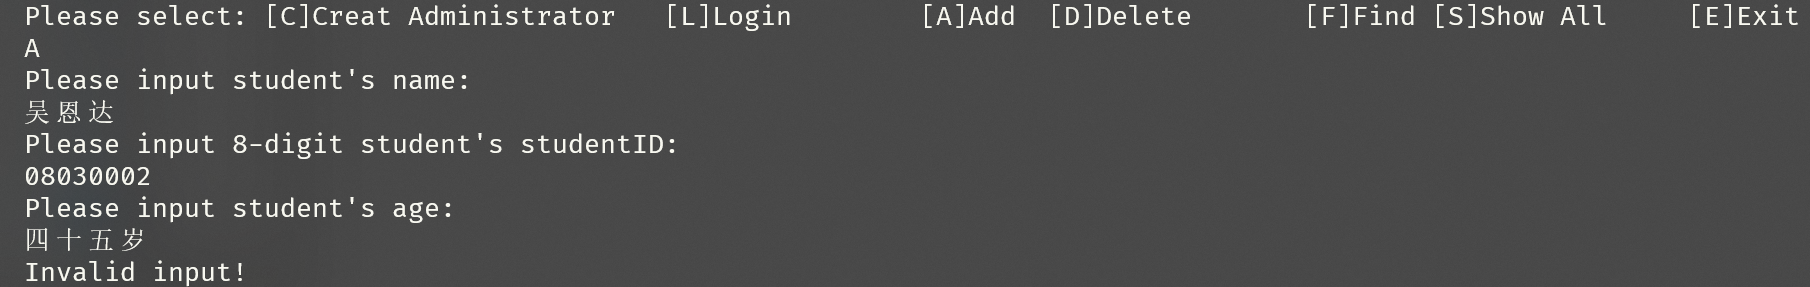 Please select: [C]Creat Administrator [L]Login [A]Add [D]Delete [F]Find [S]Show All [E]Exit
A
Please input student's name:
吴恩达
Please input 8-digit student's studentID:
08030002
Please input student's age:
四十五岁
Invalid input!